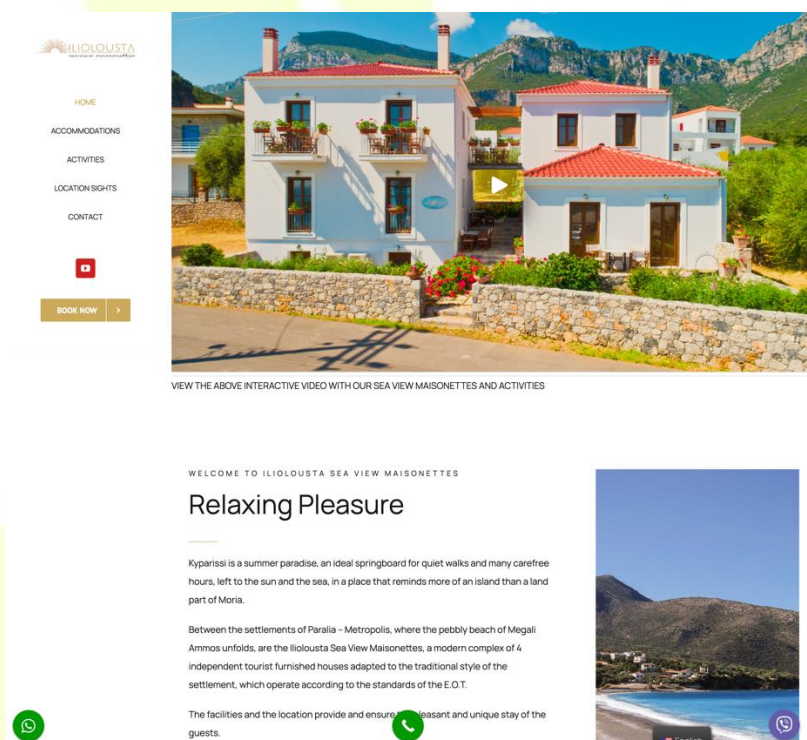 ILIOLOUSTA
HOME
ACCOMMODATIONS
ACTIVITIES
LOCATION SIGHTS
CONTACT
BOOK NOW
VIEW THE ABOVE INTERACTIVE VIDEO WITH OUR SEA VIEW MAISONETTES AND ACTIVITIES
WELCOME TO ILIOLOUSTA SEA VIEW MAISONETTES
Relaxing Pleasure
Kyparissi is a summer paradise, an ideal springboard for quiet walks and many carefree
hours, left to the sun and the sea, in a place that reminds more of an island than a land
part of Moria.
Between the settlements of Paralia – Metropolis, where the pebbly beach of Megali
Ammos unfolds, are the Iliolousta Sea View Maisonettes, a modern complex of 4
independent tourist furnished houses adapted to the traditional style of the
settlement, which operate according to the standards of the E.O.T.
The facilities and the location provide and ensure pleasant and unique stay of the
guests.
English